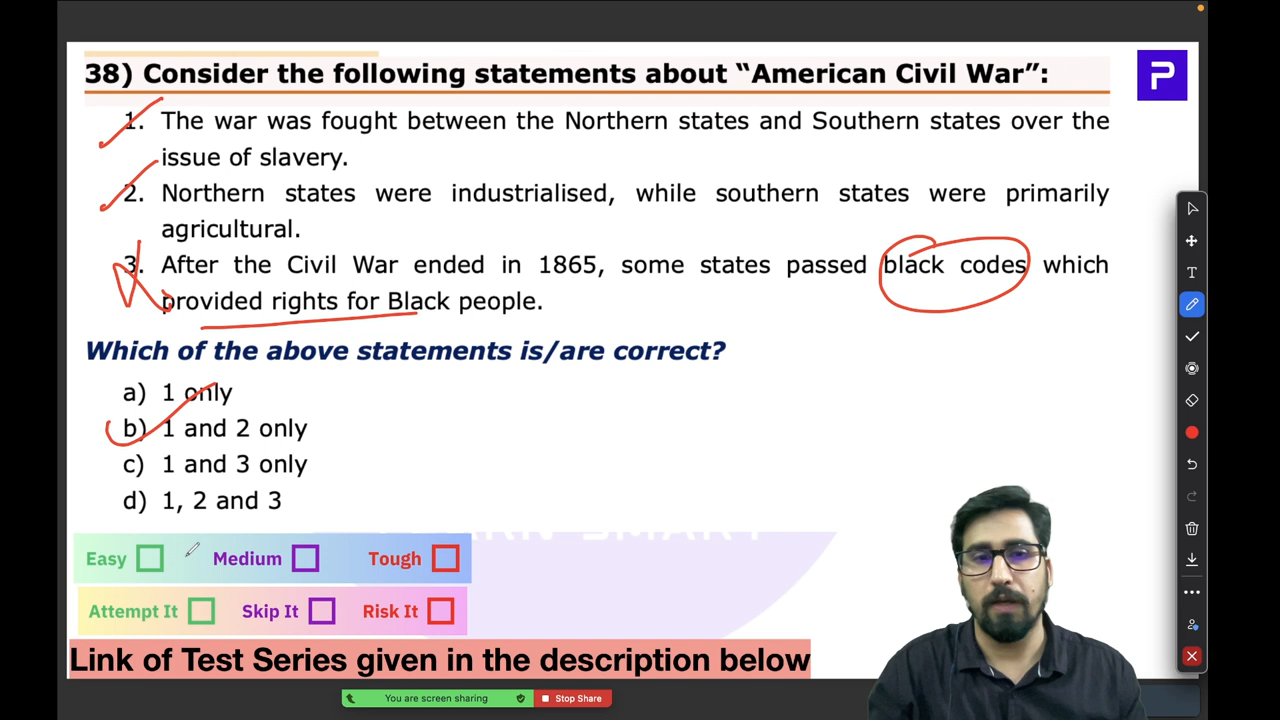 38) Consider the following statements about “American Civil War”:
1. The war was fought between the Northern states and Southern states over the
issue of slavery.
2. Northern states were industrialised, while southern states were primarily
agricultural.
3. After the Civil War ended in 1865, some states passed black codes which
provided rights for Black people.
Which of the above statements is/are correct?
a) 1 only
b) 1 and 2 only
c) 1 and 3 only
d) 1, 2 and 3
LEARN SMART
Easy Medium Tough
Attempt It Skip It Risk It
Link of Test Series given in the description below
You are screen sharing Stop Share
P
T